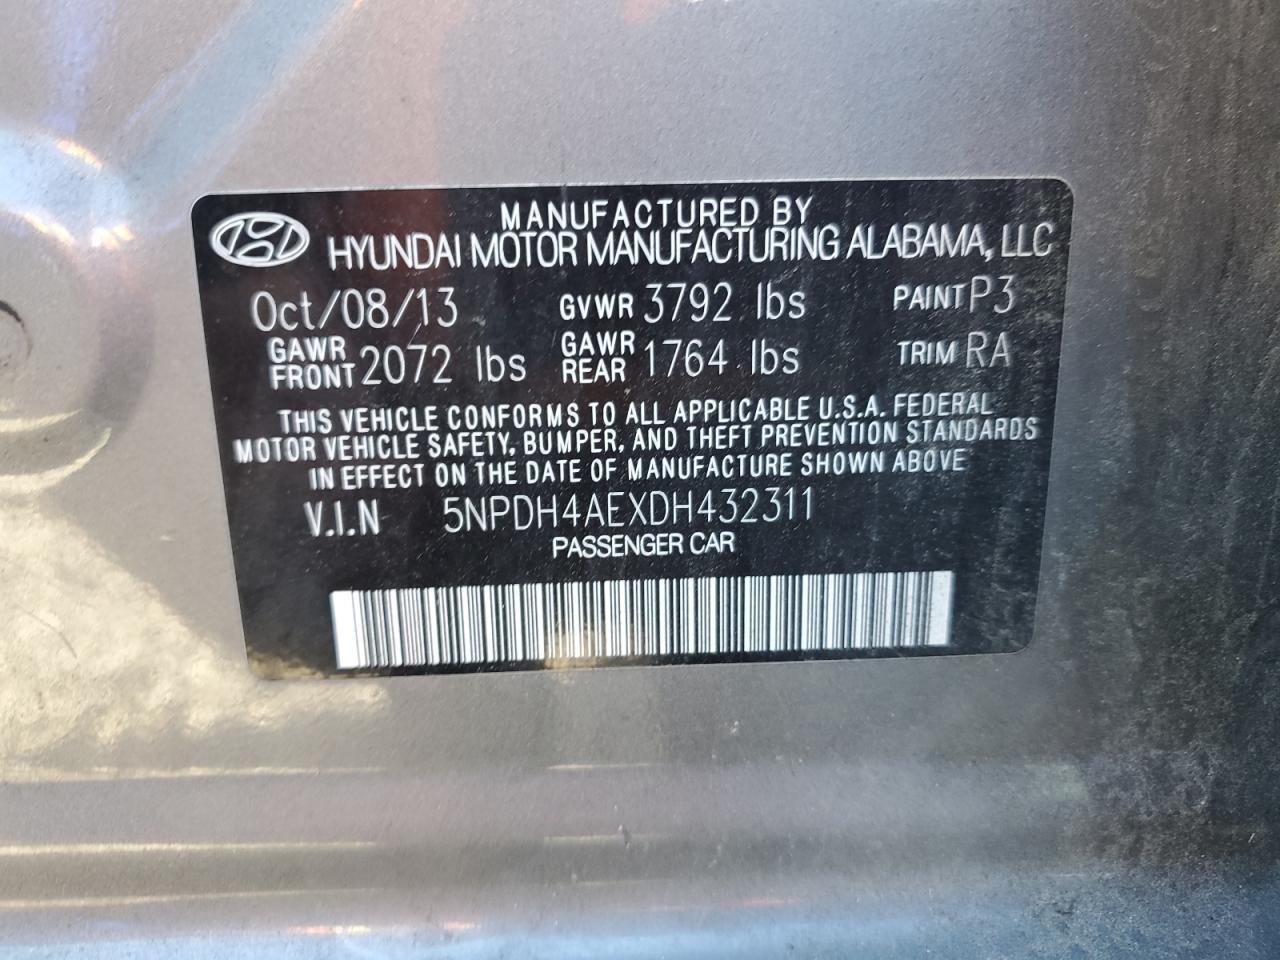 MANUFACTURED BY
HYUNDAI MOTOR MANUFACTURING ALABAMA, LLC
Oct/08/13 GVWR 3792 lbs PAINT P3
GAWR FRONT 2072 lbs GAWR REAR 1764 lbs TRIM RA
THIS VEHICLE CONFORMS TO ALL APPLICABLE U.S.A. FEDERAL
MOTOR VEHICLE SAFETY, BUMPER, AND THEFT PREVENTION STANDARDS
IN EFFECT ON THE DATE OF MANUFACTURE SHOWN ABOVE
V.I.N 5NPDH4AEXDH432311
PASSENGER CAR